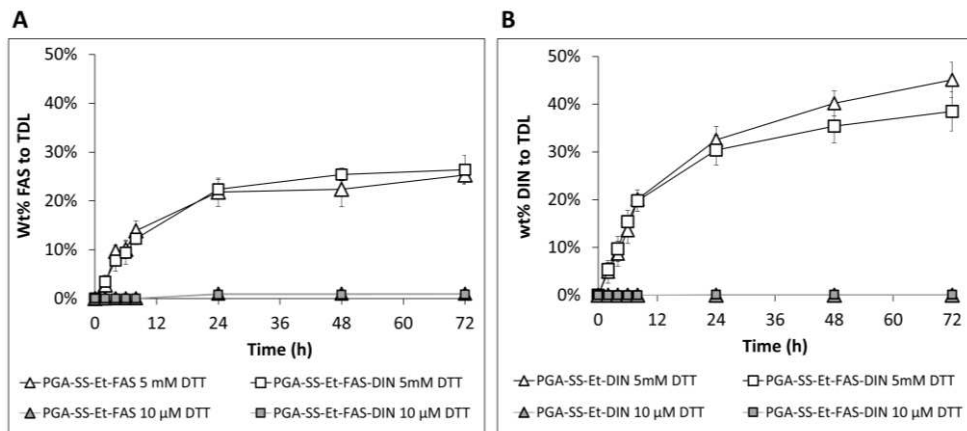 A
50%
40%
30%
20%
10%
0%
Wt% FAS to TDL
0 12 24 36 48 60 72
Time (h)
PGA-SS-Et-FAS 5 mM DTT
PGA-SS-Et-FAS-DIN 5mM DTT
PGA-SS-Et-FAS 10 µM DTT
PGA-SS-Et-FAS-DIN 10 µM DTT
B
50%
40%
30%
20%
10%
0%
wt% DIN to TDL
0 12 24 36 48 60 72
Time (h)
PGA-SS-Et-DIN 5mM DTT
PGA-SS-Et-FAS-DIN 5mM DTT
PGA-SS-Et-DIN 10 µM DTT
PGA-SS-Et-FAS-DIN 10 µM DTT